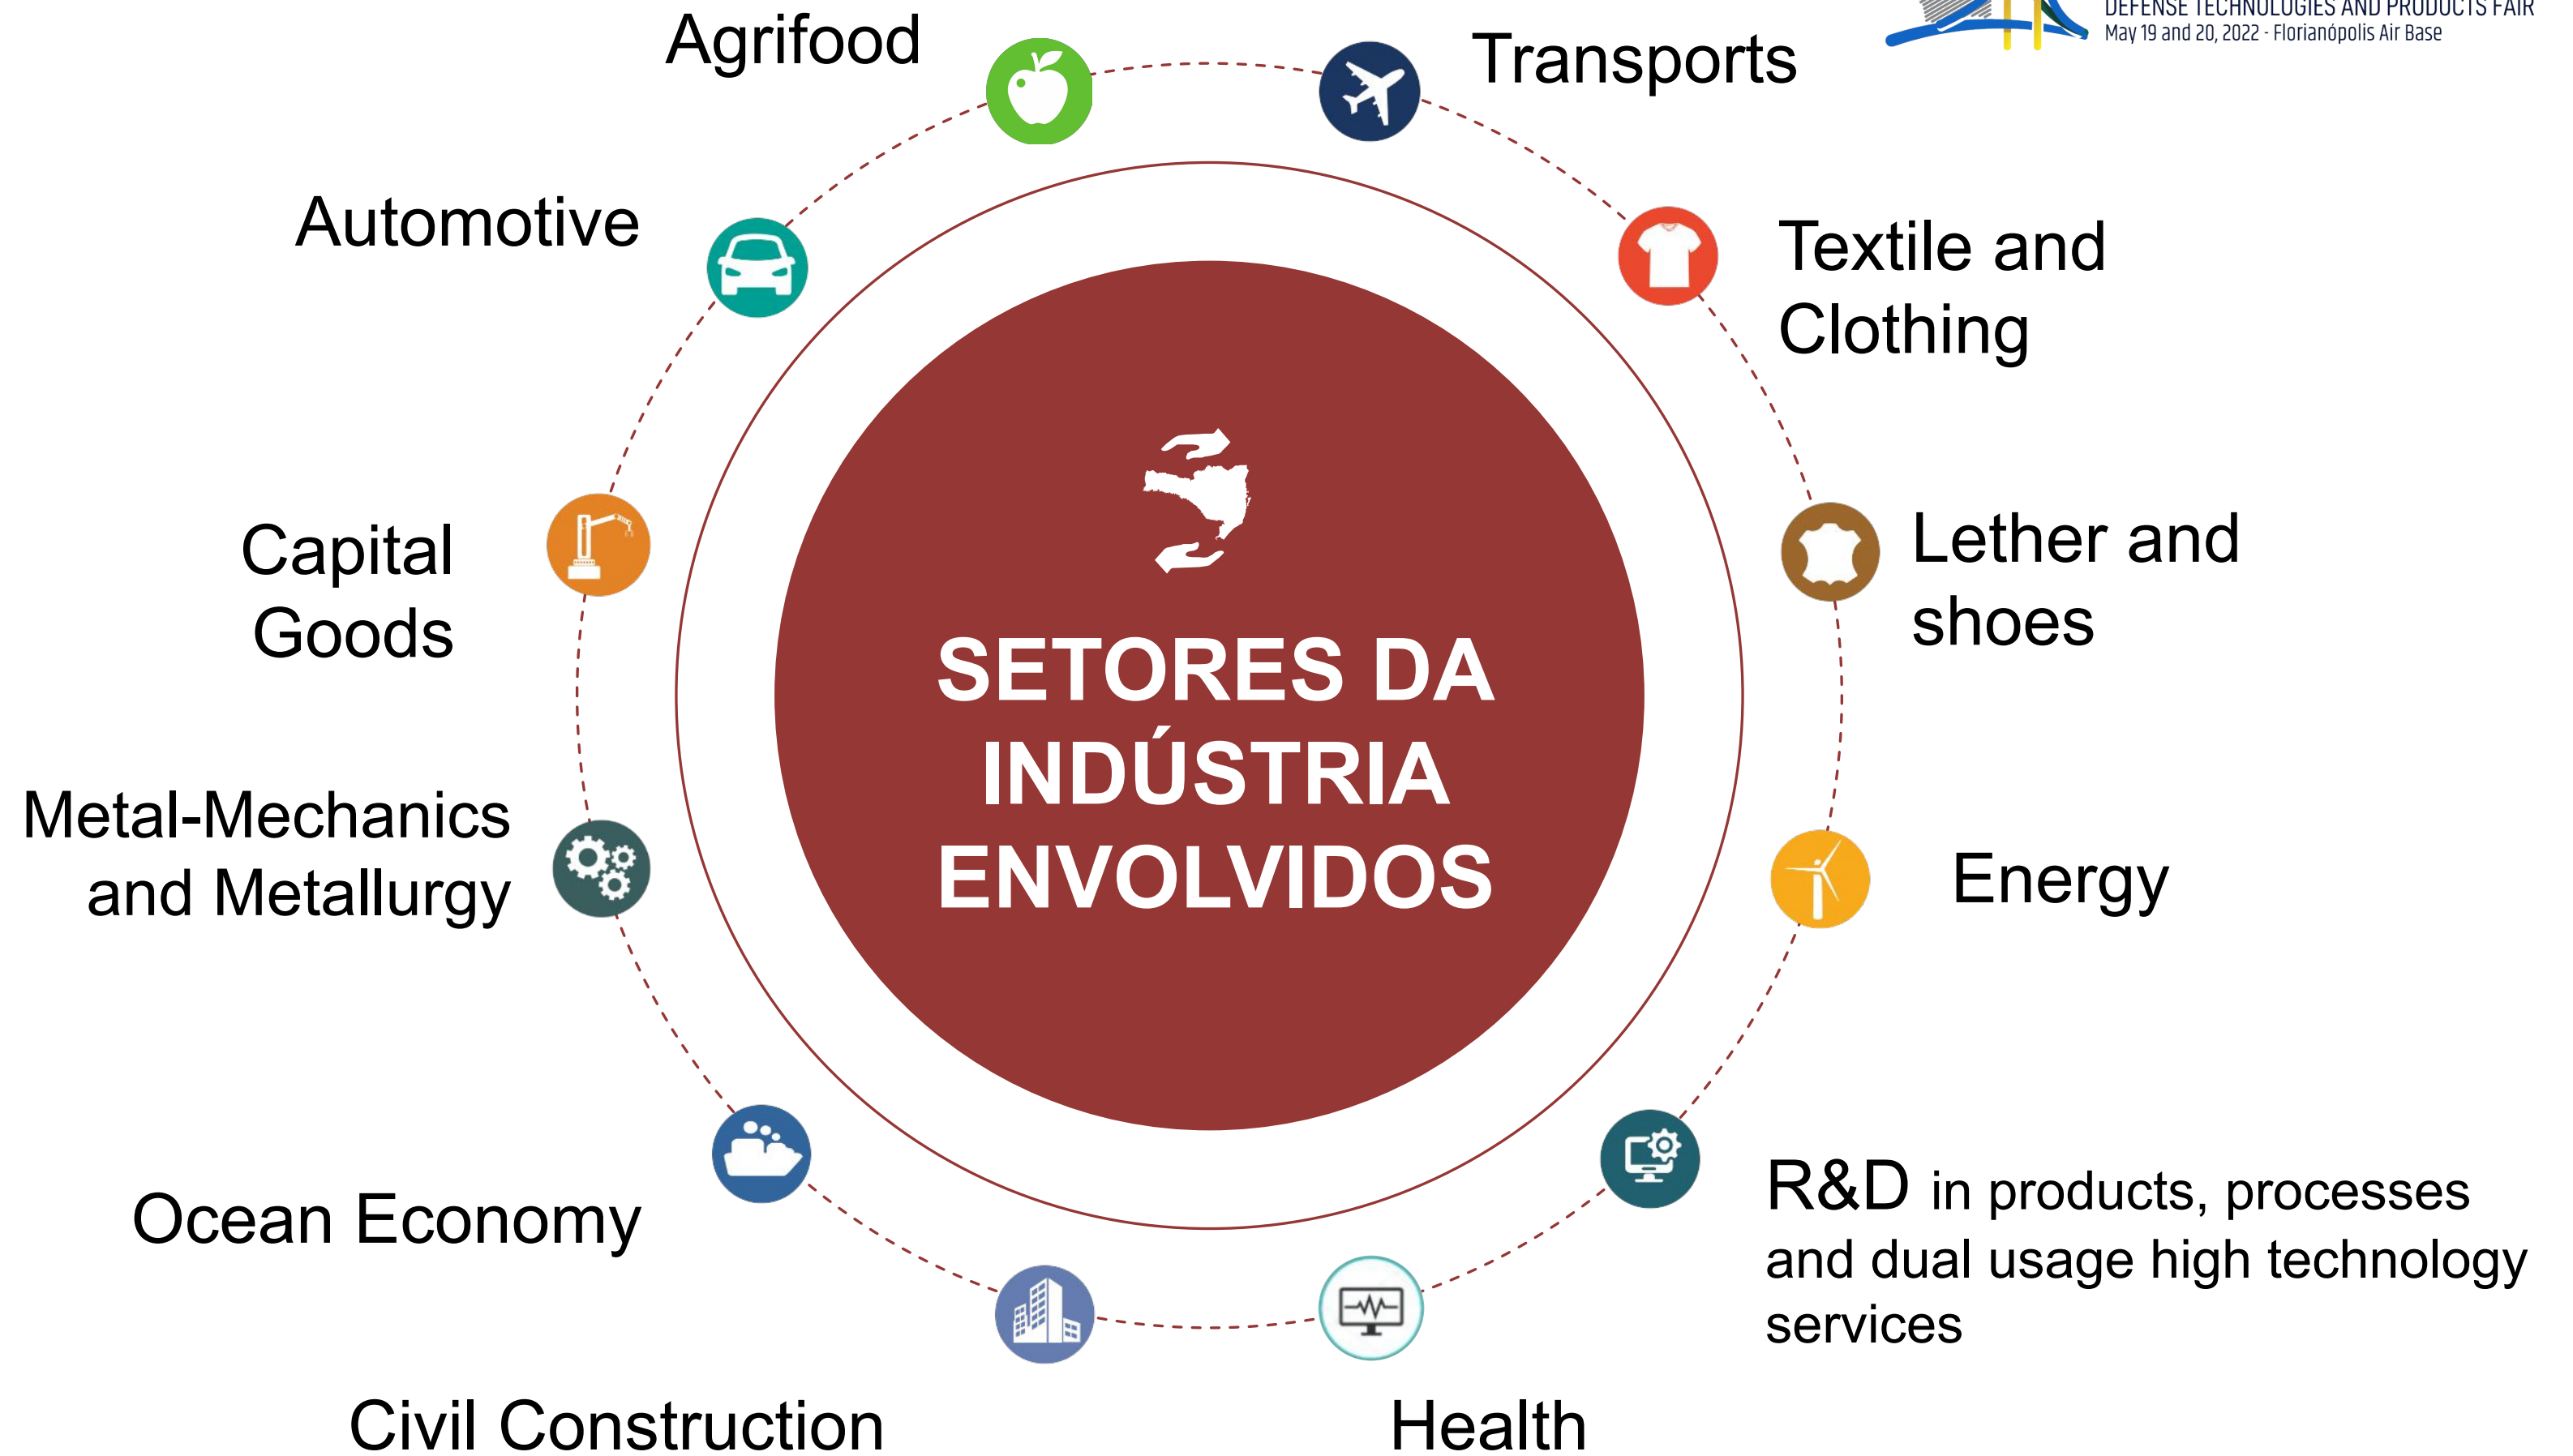 DEFENSE TECHNOLOGIES AND PRODUCTS FAIR
May 19 and 20, 2022 - Florianópolis Air Base
Agrifood
Transports
Automotive
Textile and
Clothing
Capital
Goods
Lether and
shoes
SETORES DA
INDÚSTRIA
ENVOLVIDOS
Metal-Mechanics
and Metallurgy
Energy
Ocean Economy
R&D in products, processes
and dual usage high technology
services
Civil Construction
Health